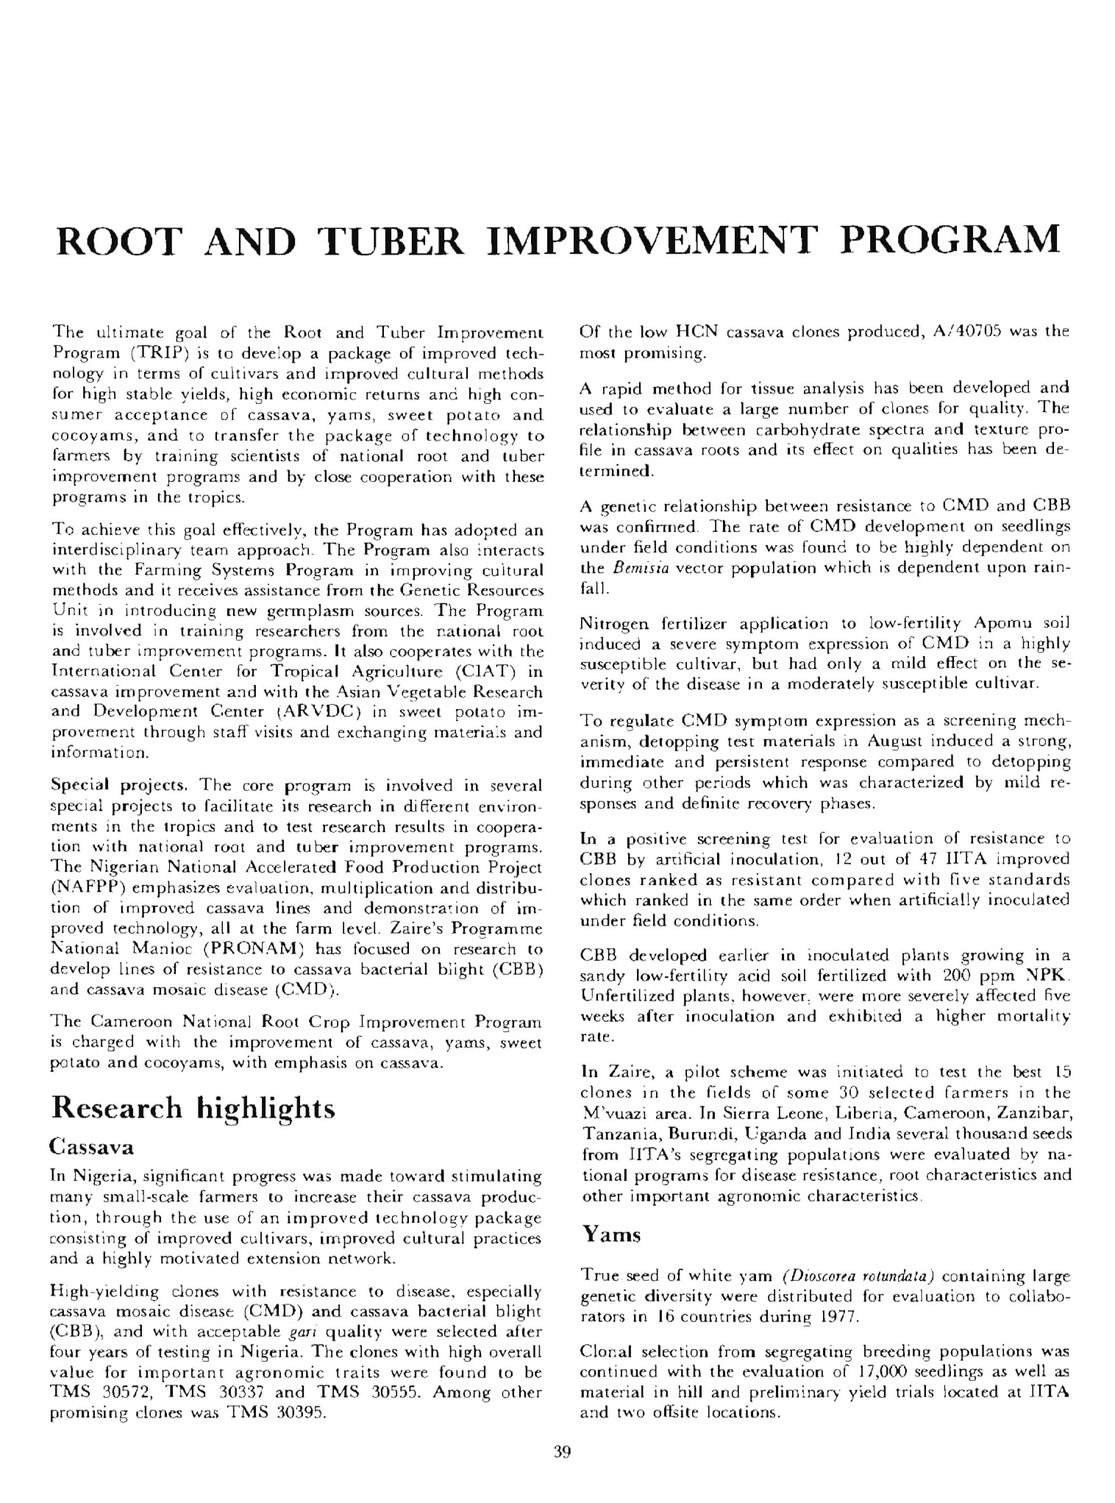 ROOT AND TUBER IMPROVEMENT PROGRAM
The ultimate goal of the Root and Tuber Improvement
Program (TRIP) is to develop a package of improved tech-
nology in terms of cultivars and improved cultural methods
for high stable yields, high economic returns and high con-
sumer acceptance of cassava, yams, sweet potato and
cocoyams, and to transfer the package of technology to
farmers by training scientists of national root and tuber
improvement programs and by close cooperation with these
programs in the tropics.
To achieve this goal effectively, the Program has adopted an
interdisciplinary team approach. The Program also interacts
with the Farming Systems Program in improving cultural
methods and it receives assistance from the Genetic Resources
Unit in introducing new germplasm sources. The Program
is involved in training researchers from the national root
and tuber improvement programs. It also cooperates with the
International Center for Tropical Agriculture (CIAT) in
cassava improvement and with the Asian Vegetable Research
and Development Center (ARVDC) in sweet potato im-
provement through staff visits and exchanging materials and
information.
Special projects. The core program is involved in several
special projects to facilitate its research in different environ-
ments in the tropics and to test research results in coopera-
tion with national root and tuber improvement programs.
The Nigerian National Accelerated Food Production Project
(NAFPP) emphasizes evaluation, multiplication and distribu-
tion of improved cassava lines and demonstration of im-
proved technology, all at the farm level. Zaire's Programme
National Manioc (PRONAM) has focused on research to
develop lines of resistance to cassava bacterial blight (CBB)
and cassava mosaic disease (CMD).
The Cameroon National Root Crop Improvement Program
is charged with the improvement of cassava, yams, sweet
potato and cocoyams, with emphasis on cassava.
Research highlights
Cassava
In Nigeria, significant progress was made toward stimulating
many small-scale farmers to increase their cassava produc-
tion, through the use of an improved technology package
consisting of improved cultivars, improved cultural practices
and a highly motivated extension network.
High-yielding clones with resistance to disease, especially
cassava mosaic disease (CMD) and cassava bacterial blight
(CBB), and with acceptable gari quality were selected after
four years of testing in Nigeria. The clones with high overall
value for important agronomic traits were found to be
TMS 30572, TMS 30337 and TMS 30555. Among other
promising clones was TMS 30395.
Of the low HCN cassava clones produced, A/40705 was the
most promising.
A rapid method for tissue analysis has been developed and
used to evaluate a large number of clones for quality. The
relationship between carbohydrate spectra and texture pro-
file in cassava roots and its effect on qualities has been de-
termined.
A genetic relationship between resistance to CMD and CBB
was confirmed. The rate of CMD development on seedlings
under field conditions was found to be highly dependent on
the Bemisia vector population which is dependent upon rain-
fall.
Nitrogen fertilizer application to low-fertility Apomu soil
induced a severe symptom expression of CMD in a highly
susceptible cultivar, but had only a mild effect on the se-
verity of the disease in a moderately susceptible cultivar.
To regulate CMD symptom expression as a screening mech-
anism, detopping test materials in August induced a strong,
immediate and persistent response compared to detopping
during other periods which was characterized by mild re-
sponses and definite recovery phases.
In a positive screening test for evaluation of resistance to
CBB by artificial inoculation, 12 out of 47 IITA improved
clones ranked as resistant compared with five standards
which ranked in the same order when artificially inoculated
under field conditions.
CBB developed earlier in inoculated plants growing in a
sandy low-fertility acid soil fertilized with 200 ppm NPK.
Unfertilized plants, however, were more severely affected five
weeks after inoculation and exhibited a higher mortality
rate.
In Zaire, a pilot scheme was initiated to test the best 15
clones in the fields of some 30 selected farmers in the
M'vuazi area. In Sierra Leone, Liberia, Cameroon, Zanzibar,
Tanzania, Burundi, Uganda and India several thousand seeds
from IITA's segregating populations were evaluated by na-
tional programs for disease resistance, root characteristics and
other important agronomic characteristics.
Yams
True seed of white yam (Dioscorea rotundata) containing large
genetic diversity were distributed for evaluation to collabo-
rators in 16 countries during 1977.
Clonal selection from segregating breeding populations was
continued with the evaluation of 17,000 seedlings as well as
material in hill and preliminary yield trials located at IITA
and two offsite locations.
39